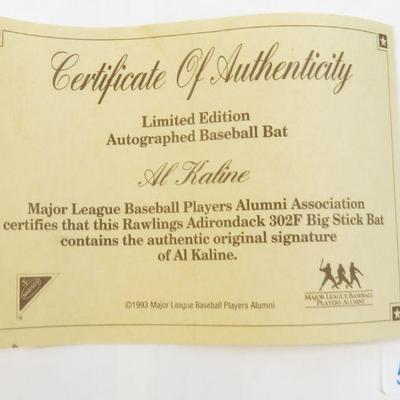 Certificate Of Authenticity
Limited Edition
Autographed Baseball Bat
Al Kaline
Major League Baseball Players Alumni Association
certifies that this Rawlings Adirondack 302F Big Stick Bat
contains the authentic original signature
of Al Kaline.
NABISCO
©1993 Major League Baseball Players Alumni
MAJOR LEAGUE BASEBALL
PLAYERS ALUMNI